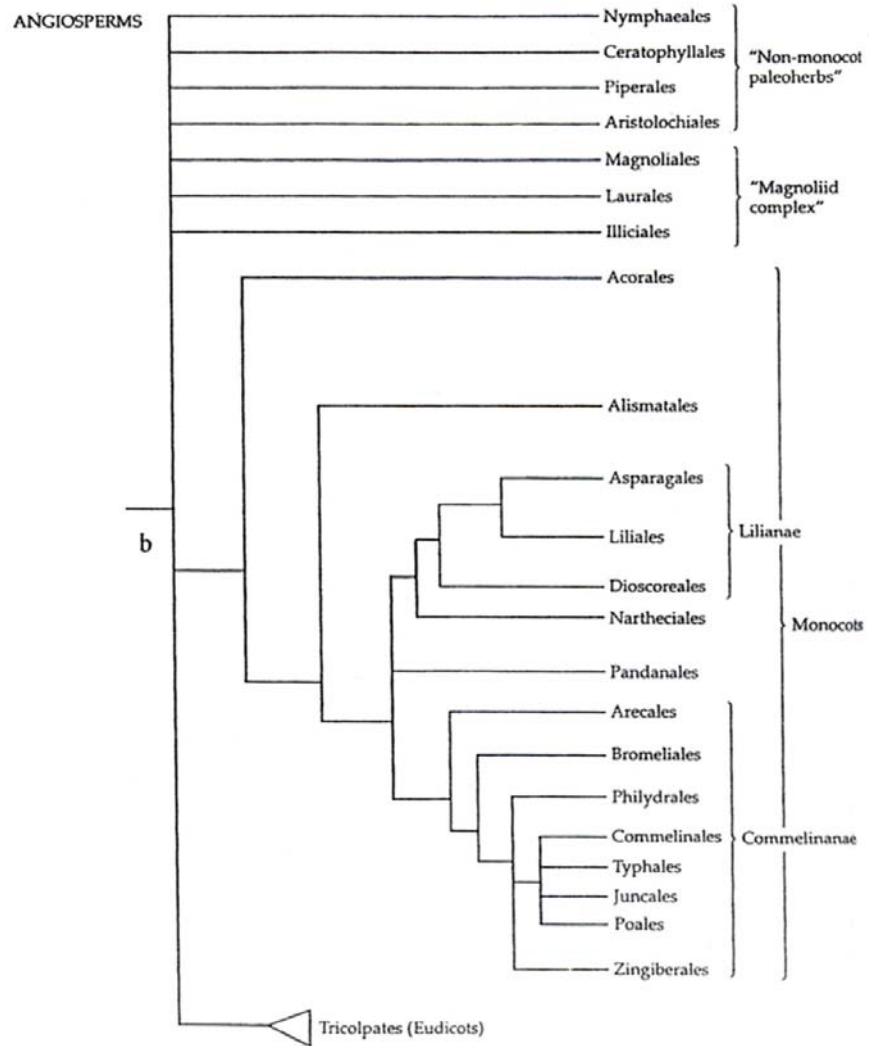 ANGIOSPERMS
Nymphaeales
Ceratophyllales
Piperales
Aristolochiales
"Non-monocot
paleoherbs"
Magnoliales
Laurales
Illiciales
"Magnoliid
complex"
Acorales
Alismatales
Asparagales
Liliales
Dioscoreales
Lilianae
Nartheciales
Pandanales
Monocots
Arecales
Bromeliales
Philydrales
Commelinales
Typhales
Juncales
Poales
Zingiberales
Commelinanae
b
Tricolpates (Eudicots)